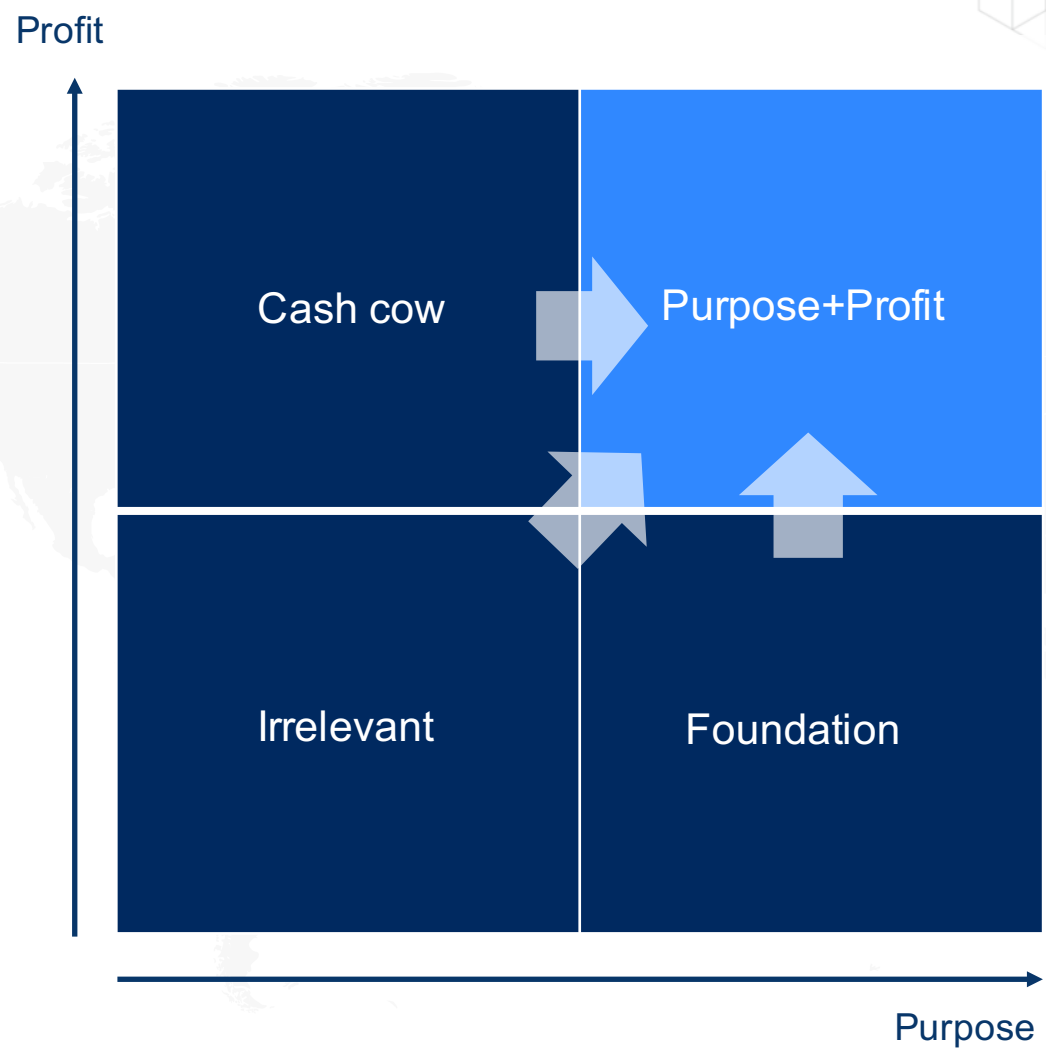 Profit
Cash cow
Purpose+Profit
Irrelevant
Foundation
Purpose